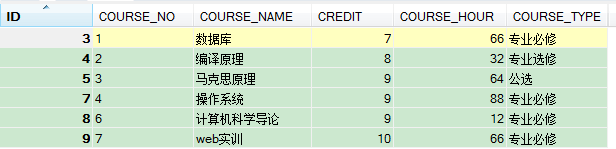 ID COURSE_NO COURSE_NAME CREDIT COURSE_HOUR COURSE_TYPE
3 1 数据库 7 66 专业必修
4 2 编译原理 8 32 专业选修
5 3 马克思原理 9 64 公选
7 4 操作系统 9 88 专业必修
8 6 计算机科学导论 9 12 专业必修
9 7 web实训 10 66 专业必修